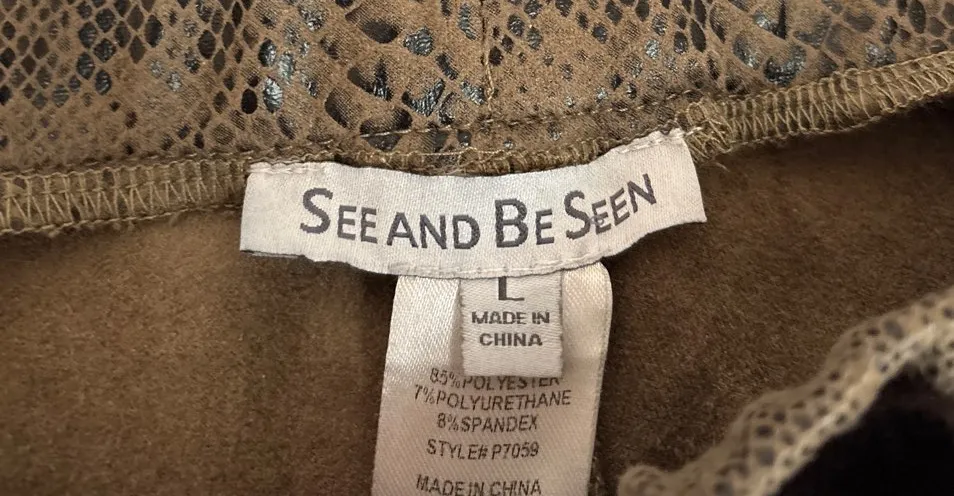 SEE AND BE SEEN
L
MADE IN
CHINA
85% POLYESTER
7% POLYURETHANE
8% SPANDEX
STYLE# P7059
MADE IN CHINA